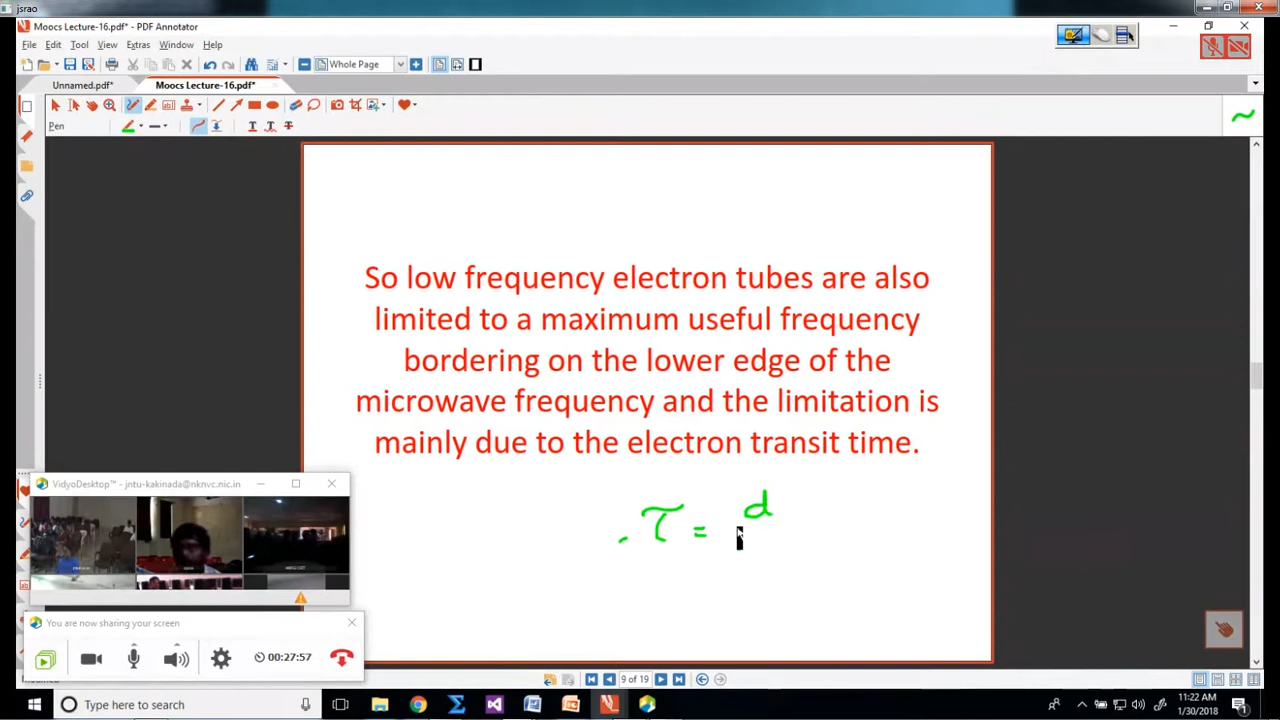 jsrao
Moocs Lecture-16.pdf* - PDF Annotator
File Edit Tool View Extras Window Help
Whole Page
Unnamed.pdf* Moocs Lecture-16.pdf*
Pen
So low frequency electron tubes are also
limited to a maximum useful frequency
bordering on the lower edge of the
microwave frequency and the limitation is
mainly due to the electron transit time.
τ = d
VidyoDesktop™ - jntu-kakinada@nknvc.nic.in
You are now sharing your screen
00:27:57
9 of 19
Type here to search
11:22 AM
1/30/2018